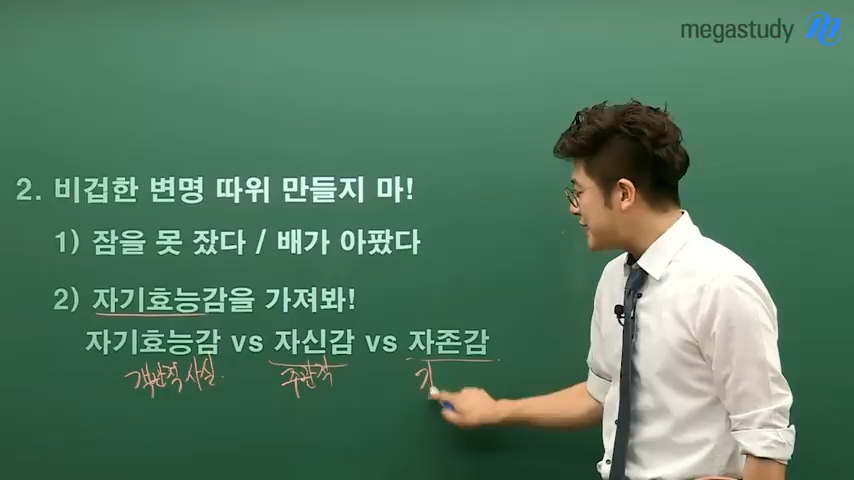 megastudy
2. 비겁한 변명 따위 만들지 마!
1) 잠을 못 잤다 / 배가 아팠다
2) 자기효능감을 가져봐!
자기효능감 vs 자신감 vs 자존감
객관적 사실. 주관적